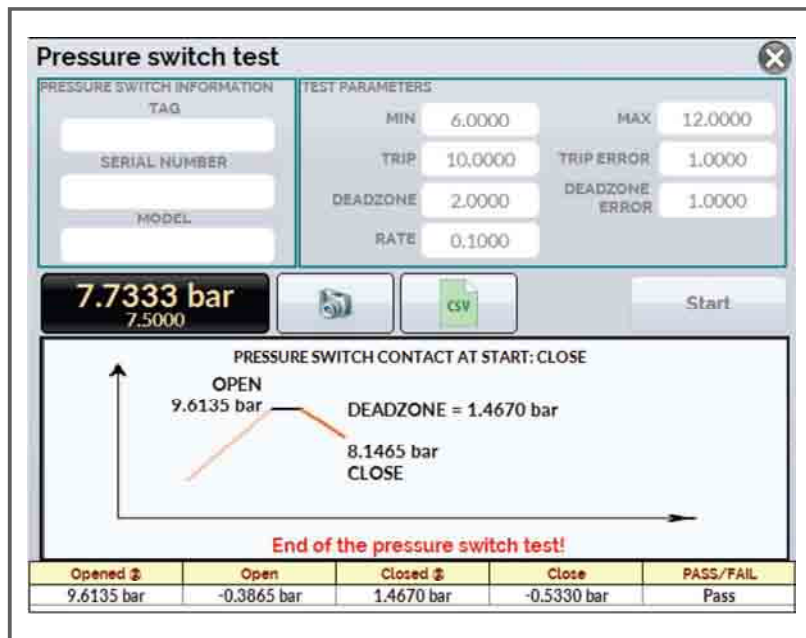 Pressure switch test
PRESSURE SWITCH INFORMATION
TAG
SERIAL NUMBER
MODEL
TEST PARAMETERS
MIN 6.0000 MAX 12.0000
TRIP 10.0000 TRIP ERROR 1.0000
DEADZONE 2.0000 DEADZONE ERROR 1.0000
RATE 0.1000
7.7333 bar
7.5000
CSV
Start
PRESSURE SWITCH CONTACT AT START: CLOSE
OPEN
9.6135 bar
DEADZONE = 1.4670 bar
8.1465 bar
CLOSE
End of the pressure switch test!
Opened @ Open Closed @ Close PASS/FAIL
9.6135 bar -0.3865 bar 1.4670 bar -0.5330 bar Pass